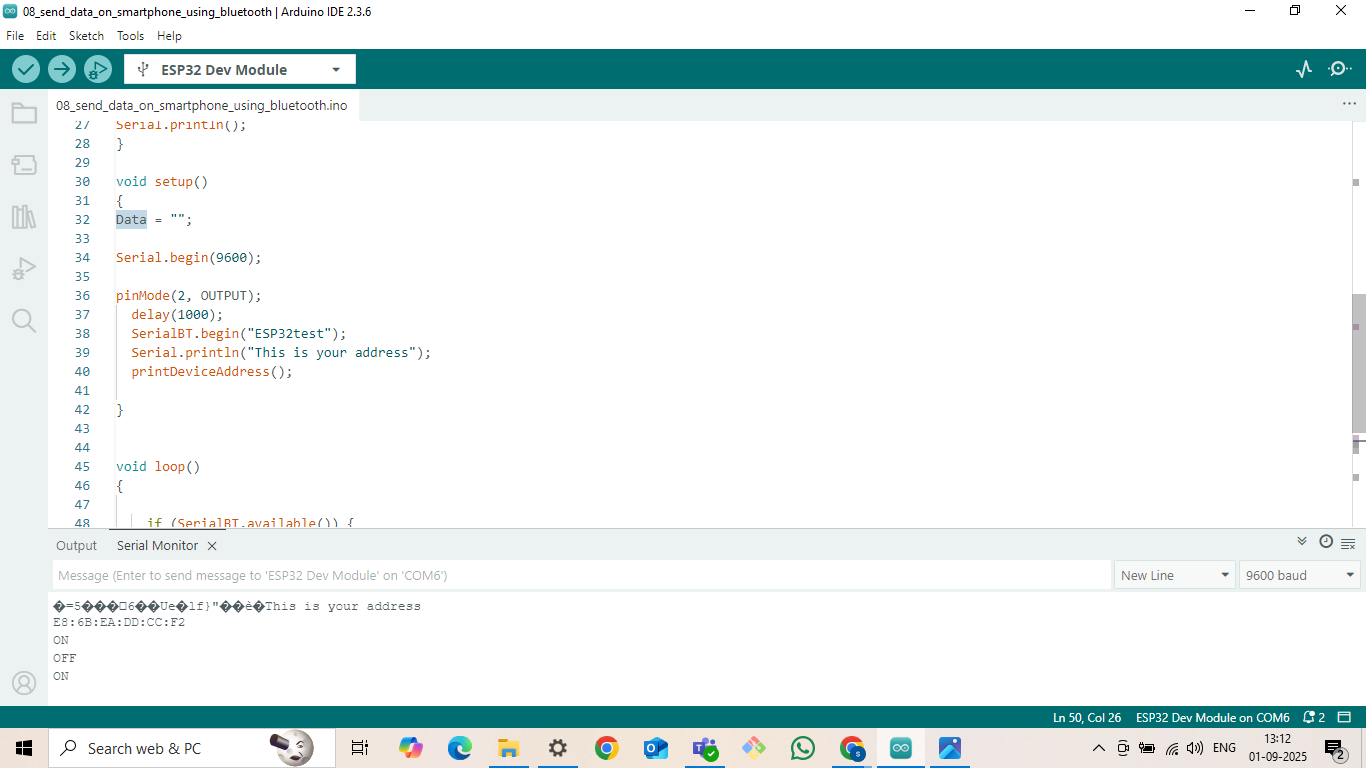 08_send_data_on_smartphone_using_bluetooth | Arduino IDE 2.3.6
File Edit Sketch Tools Help
ESP32 Dev Module
08_send_data_on_smartphone_using_bluetooth.ino
27 Serial.println();
28 }
29
30 void setup()
31 {
32 Data = "";
33
34 Serial.begin(9600);
35
36 pinMode(2, OUTPUT);
37 delay(1000);
38 SerialBT.begin("ESP32test");
39 Serial.println("This is your address");
40 printDeviceAddress();
41
42 }
43
44
45 void loop()
46 {
47
48 if (SerialBT.available()) {
Output Serial Monitor
Message (Enter to send message to 'ESP32 Dev Module' on 'COM6')
New Line
9600 baud
�=5���□6��Ue�lf}"��è�This is your address
E8:6B:EA:DD:CC:F2
ON
OFF
ON
Ln 50, Col 26 ESP32 Dev Module on COM6 2
Search web & PC
ENG
13:12
01-09-2025
2